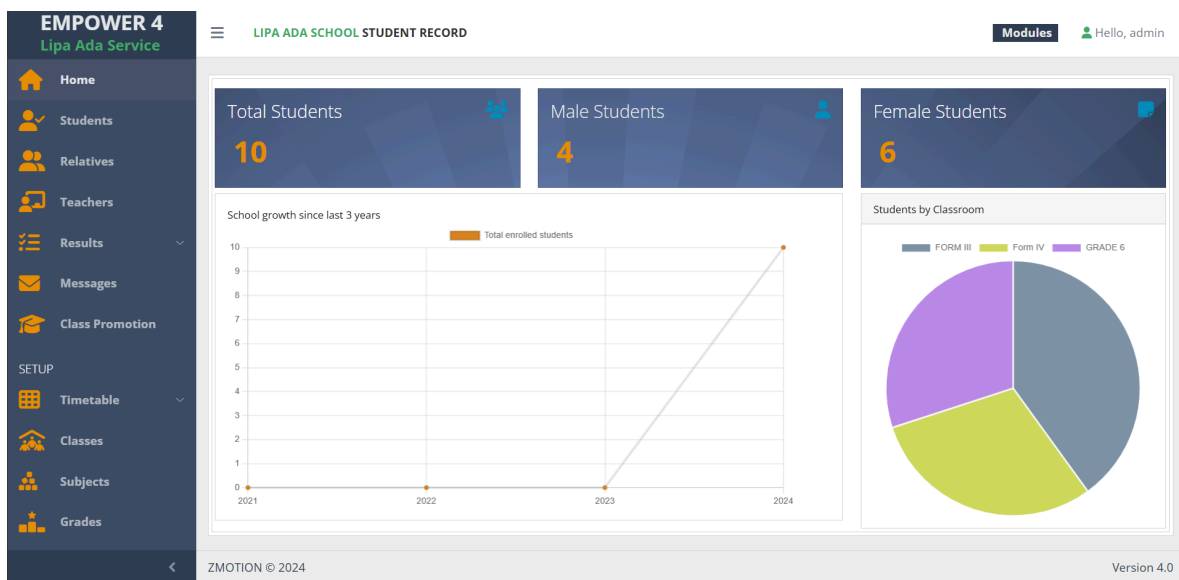 EMPOWER 4
Lipa Ada Service
LIPA ADA SCHOOL STUDENT RECORD
Modules
Hello, admin
Home
Students
Relatives
Teachers
Results
Messages
Class Promotion
SETUP
Timetable
Classes
Subjects
Grades
Total Students
10
Male Students
4
Female Students
6
School growth since last 3 years
Total enrolled students
10
9
8
7
6
5
4
3
2
1
0
2021 2022 2023 2024
Students by Classroom
FORM III Form IV GRADE 6
ZMOTION © 2024
Version 4.0